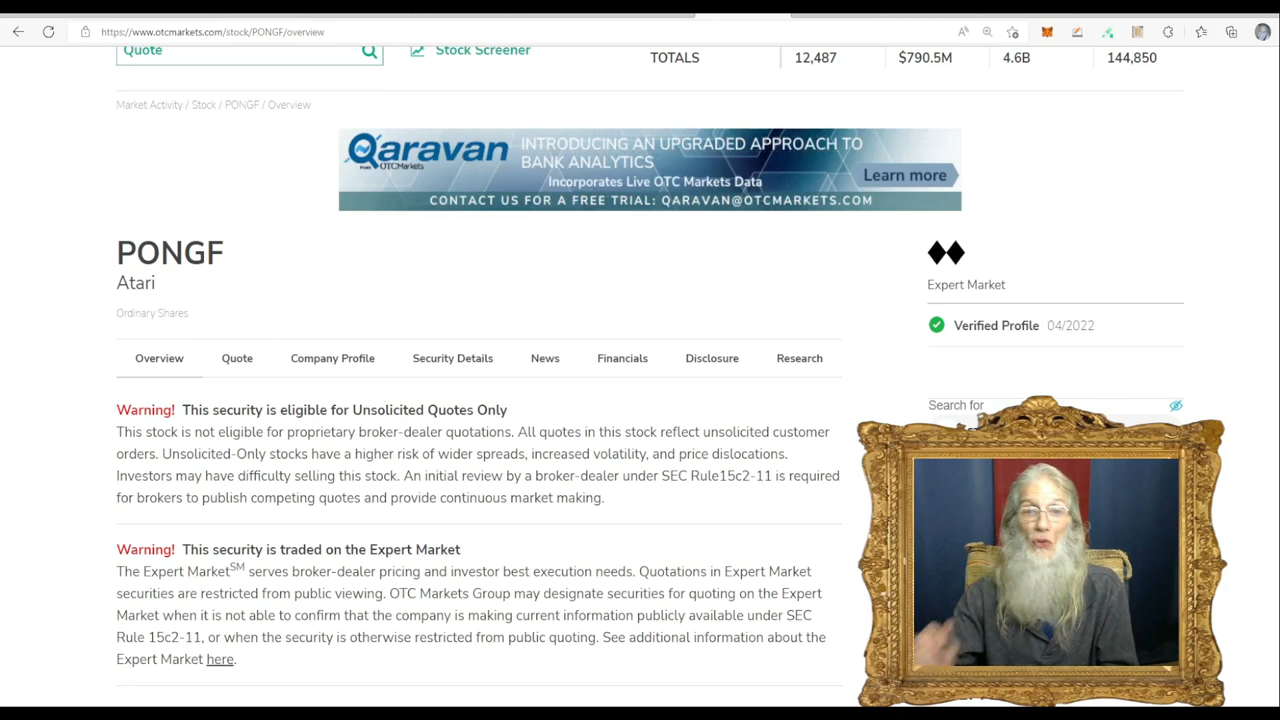 https://www.otcmarkets.com/stock/PONGF/overview
Quote
Stock Screener
TOTALS 12,487 $790.5M 4.6B 144,850
Market Activity / Stock / PONGF / Overview
Qaravan
OTCMarkets
INTRODUCING AN UPGRADED APPROACH TO
BANK ANALYTICS
Incorporates Live OTC Markets Data
Learn more
CONTACT US FOR A FREE TRIAL: QARAVAN@OTCMARKETS.COM
PONGF
Atari
Ordinary Shares
Expert Market
Verified Profile 04/2022
Overview Quote Company Profile Security Details News Financials Disclosure Research
Search for
Warning! This security is eligible for Unsolicited Quotes Only
This stock is not eligible for proprietary broker-dealer quotations. All quotes in this stock reflect unsolicited customer
orders. Unsolicited-Only stocks have a higher risk of wider spreads, increased volatility, and price dislocations.
Investors may have difficulty selling this stock. An initial review by a broker-dealer under SEC Rule15c2-11 is required
for brokers to publish competing quotes and provide continuous market making.
Warning! This security is traded on the Expert Market
The Expert MarketSM serves broker-dealer pricing and investor best execution needs. Quotations in Expert Market
securities are restricted from public viewing. OTC Markets Group may designate securities for quoting on the Expert
Market when it is not able to confirm that the company is making current information publicly available under SEC
Rule 15c2-11, or when the security is otherwise restricted from public quoting. See additional information about the
Expert Market here.